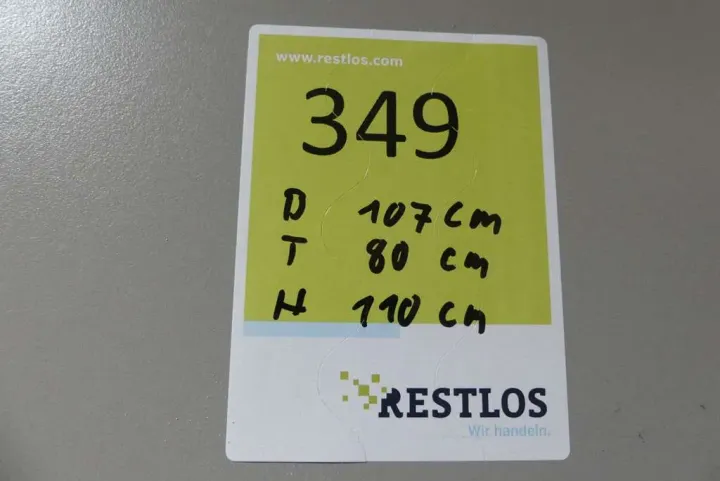 www.restlos.com
349
B 107 cm
T 80 cm
H 110 cm
RESTLOS
Wir handeln.